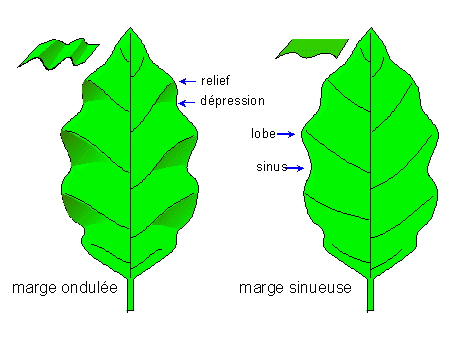 relief
dépression
lobe
sinus
marge ondulée
marge sinueuse